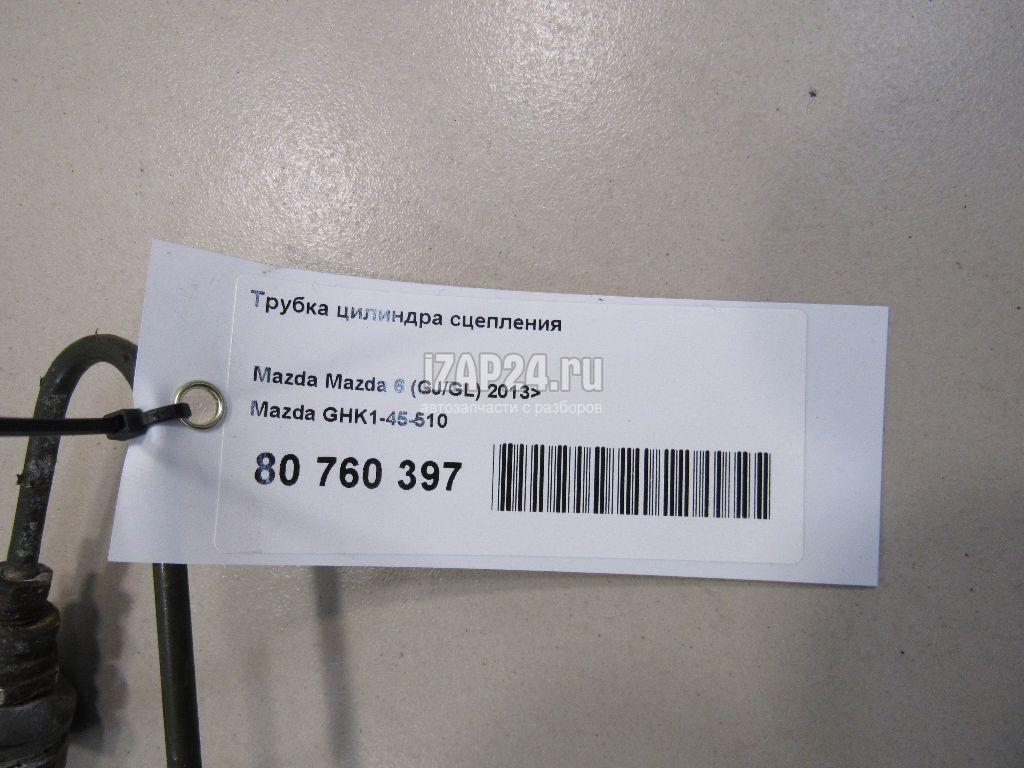 Трубка цилиндра сцепления
iZAP24.ru
Mazda Mazda 6 (GJ/GL) 2013>
автозапчасти с разборов
Mazda GHK1-45-510
80 760 397